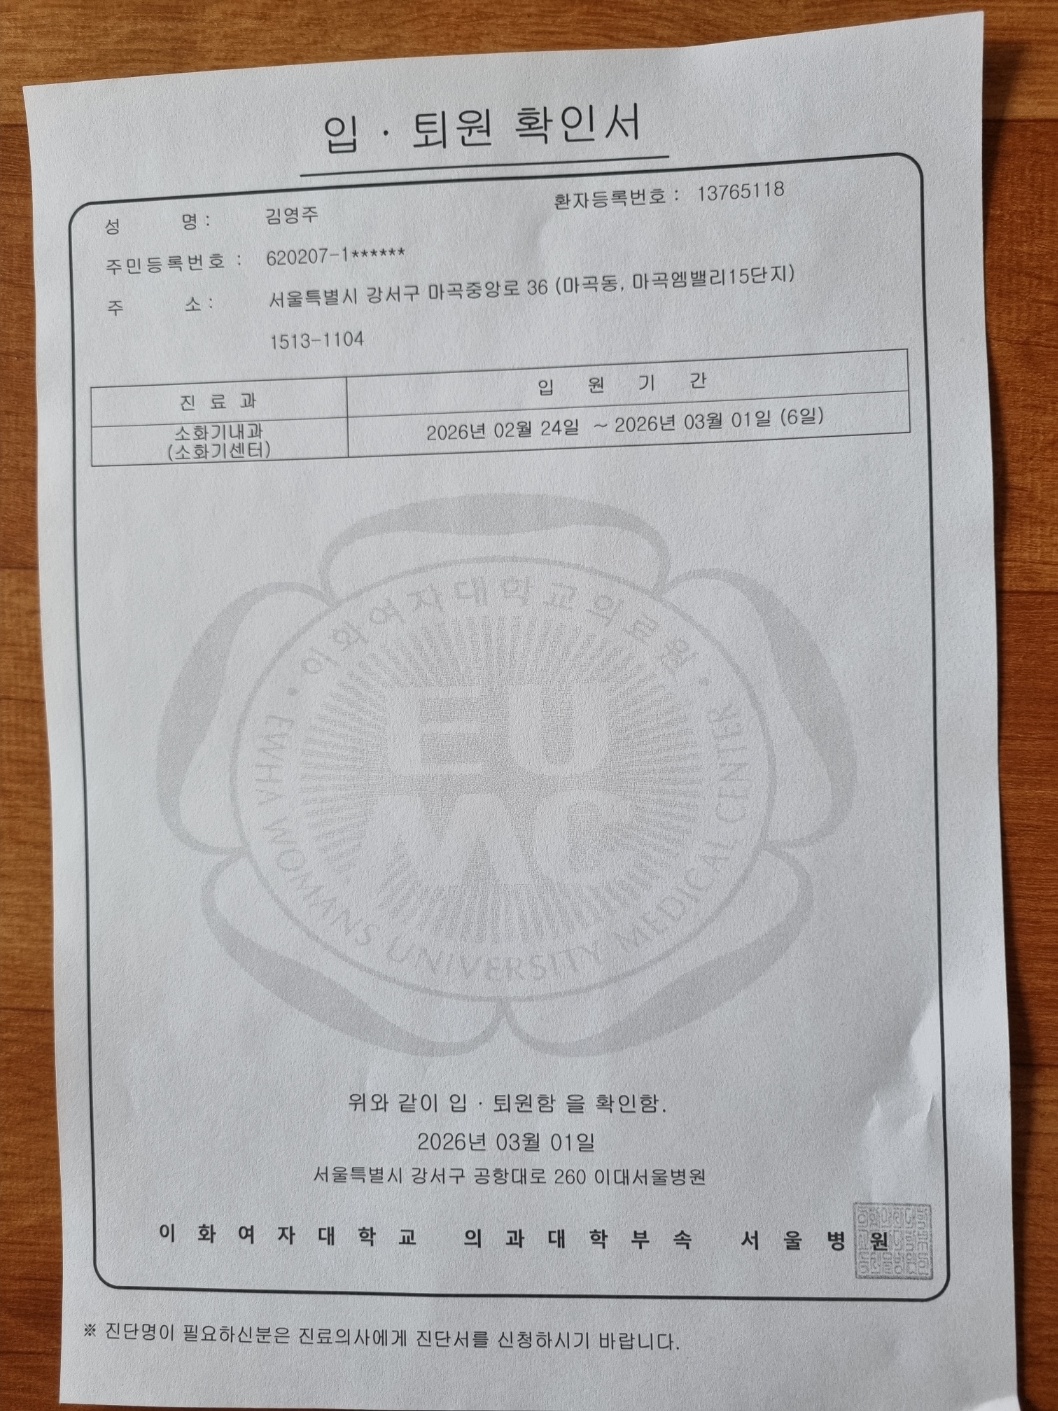 입 · 퇴원 확인서
환자등록번호 : 13765118
성 명 : 김영주
주민등록번호 : 620207-1******
주 소 : 서울특별시 강서구 마곡중앙로 36 (마곡동, 마곡엠밸리15단지)
1513-1104
진 료 과 입 원 기 간
소화기내과
(소화기센터)
2026년 02월 24일 ~ 2026년 03월 01일 (6일)
이화여자대학교의료원
EWHA WOMANS UNIVERSITY MEDICAL CENTER
EU
MC
위와 같이 입 · 퇴원함 을 확인함.
2026년 03월 01일
서울특별시 강서구 공항대로 260 이대서울병원
이 화 여 자 대 학 교 의 과 대 학 부 속 서 울 병 원
※ 진단명이 필요하신분은 진료의사에게 진단서를 신청하시기 바랍니다.